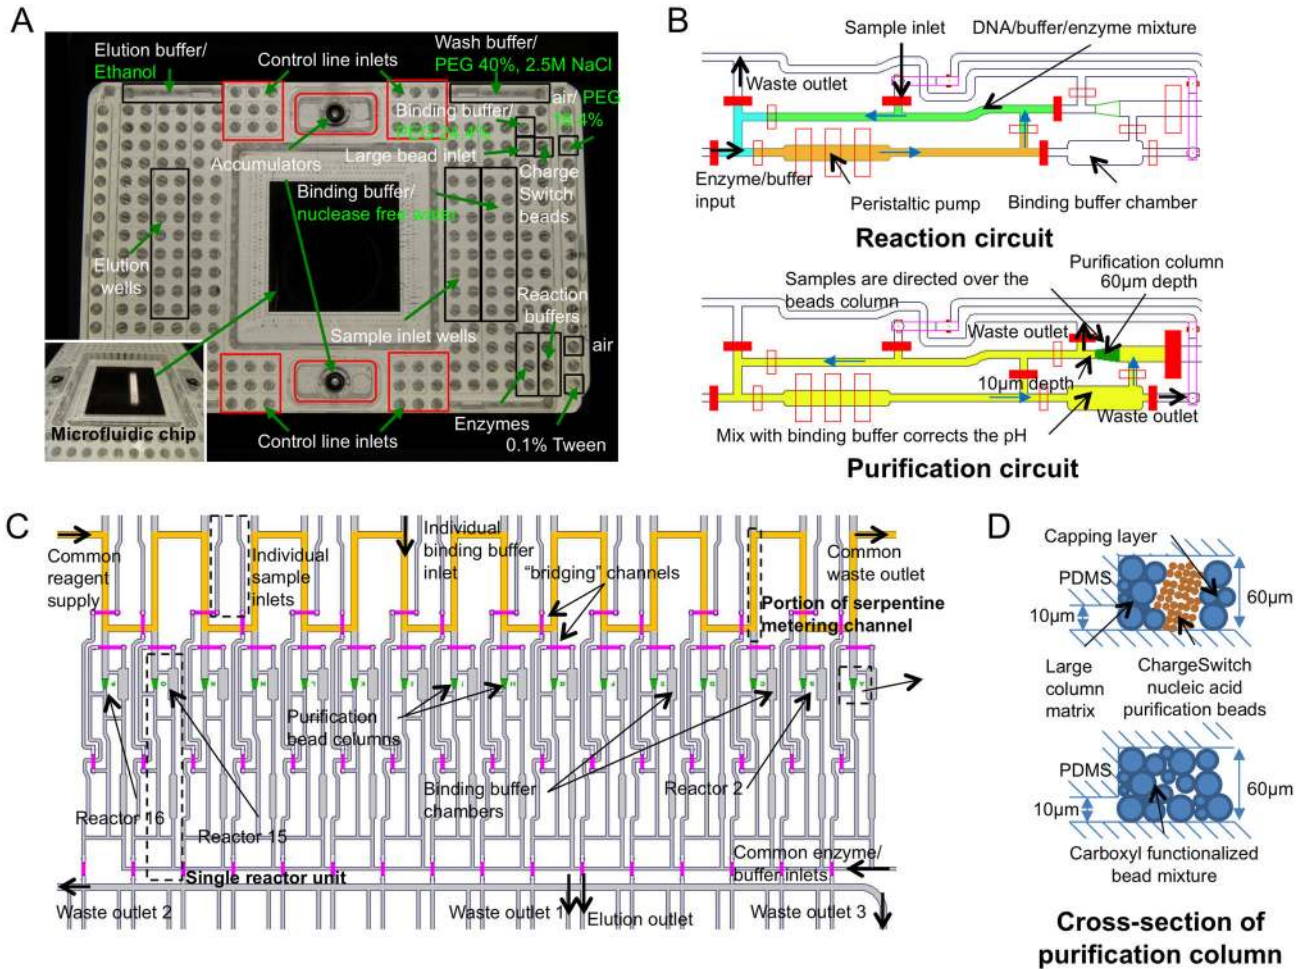 A
Elution buffer/
Ethanol
Control line inlets
Wash buffer/
PEG 40%, 2.5M NaCl
Binding buffer/
air/ PEG
Large bead inlet
Accumulators
Charge
Switch
beads
Binding buffer/
nuclease free water
Elution
wells
Sample inlet wells
Reaction
buffers
air
Microfluidic chip
Control line inlets
Enzymes
0.1% Tween
B
Sample inlet
DNA/buffer/enzyme mixture
Waste outlet
Enzyme/buffer
input
Peristaltic pump
Binding buffer chamber
Reaction circuit
Samples are directed over the
beads column
Purification column
60µm depth
Waste outlet
10µm depth
Waste outlet
Mix with binding buffer corrects the pH
Purification circuit
C
Common
reagent
supply
Individual
sample
inlets
Individual
binding buffer
inlet
"bridging" channels
Common
waste outlet
Portion of serpentine
metering channel
Purification
bead columns
Binding buffer
chambers
Reactor 2
Reactor 16
Reactor 15
Single reactor unit
Common enzyme/
buffer inlets
Waste outlet 2
Waste outlet 1
Elution outlet
Waste outlet 3
D
Capping layer
PDMS
10µm
60µm
Large
column
matrix
ChargeSwitch
nucleic acid
purification beads
PDMS
10µm
60µm
Carboxyl functionalized
bead mixture
Cross-section of
purification column